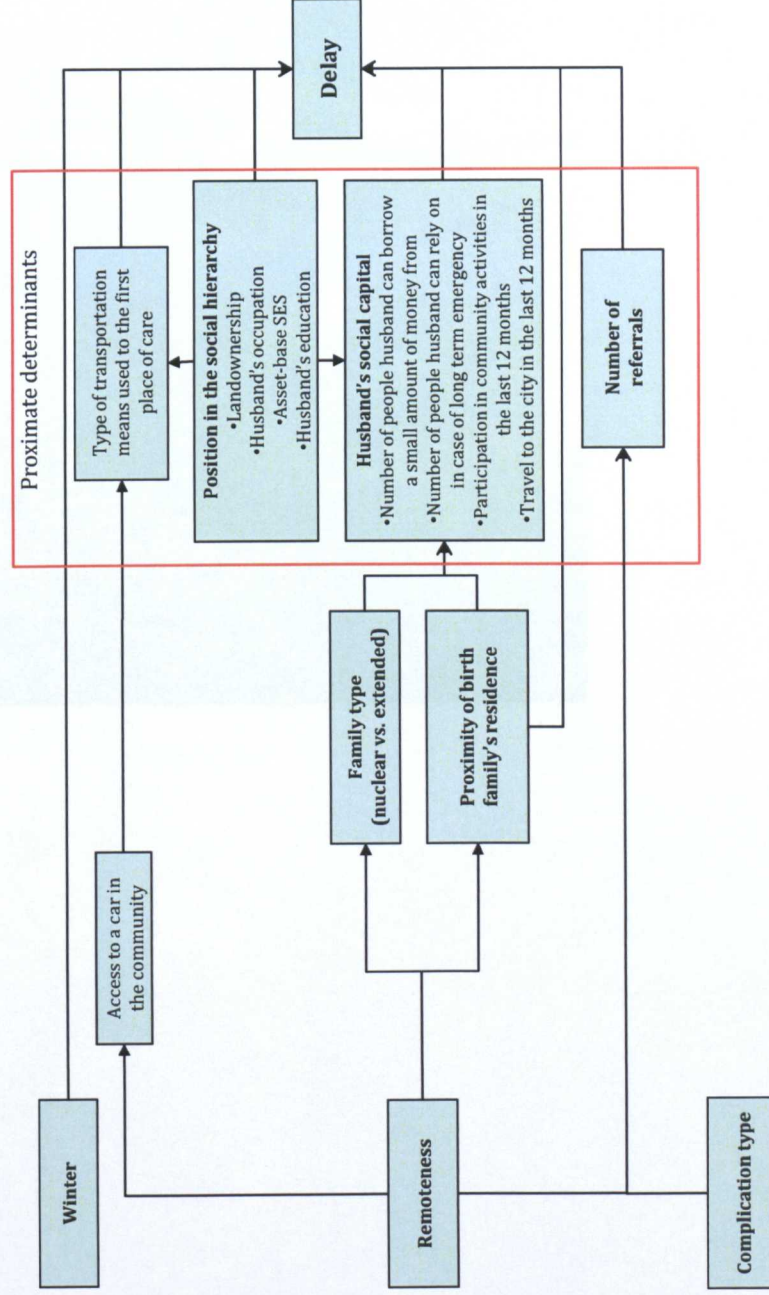 Winter
Remoteness
Complication type
Access to a car in
the community
Family type
(nuclear vs. extended)
Proximity of birth
family's residence
Proximate determinants
Type of transportation
means used to the first
place of care
Position in the social hierarchy
•Landownership
•Husband's occupation
•Asset-base SES
•Husband's education
Husband's social capital
•Number of people husband can borrow
a small amount of money from
•Number of people husband can rely on
in case of long term emergency
•Participation in community activities in
the last 12 months
•Travel to the city in the last 12 months
Number of
referrals
Delay